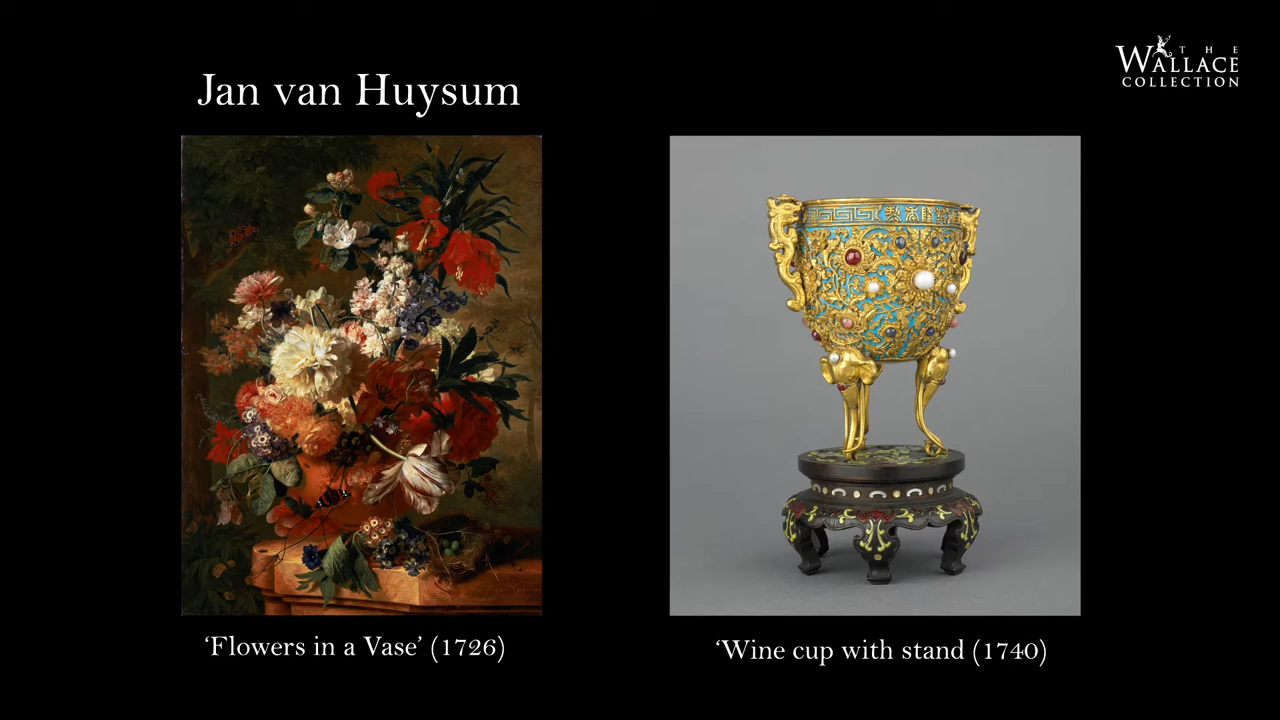 Jan van Huysum
THE
WALLACE
COLLECTION
‘Flowers in a Vase’ (1726)
‘Wine cup with stand (1740)